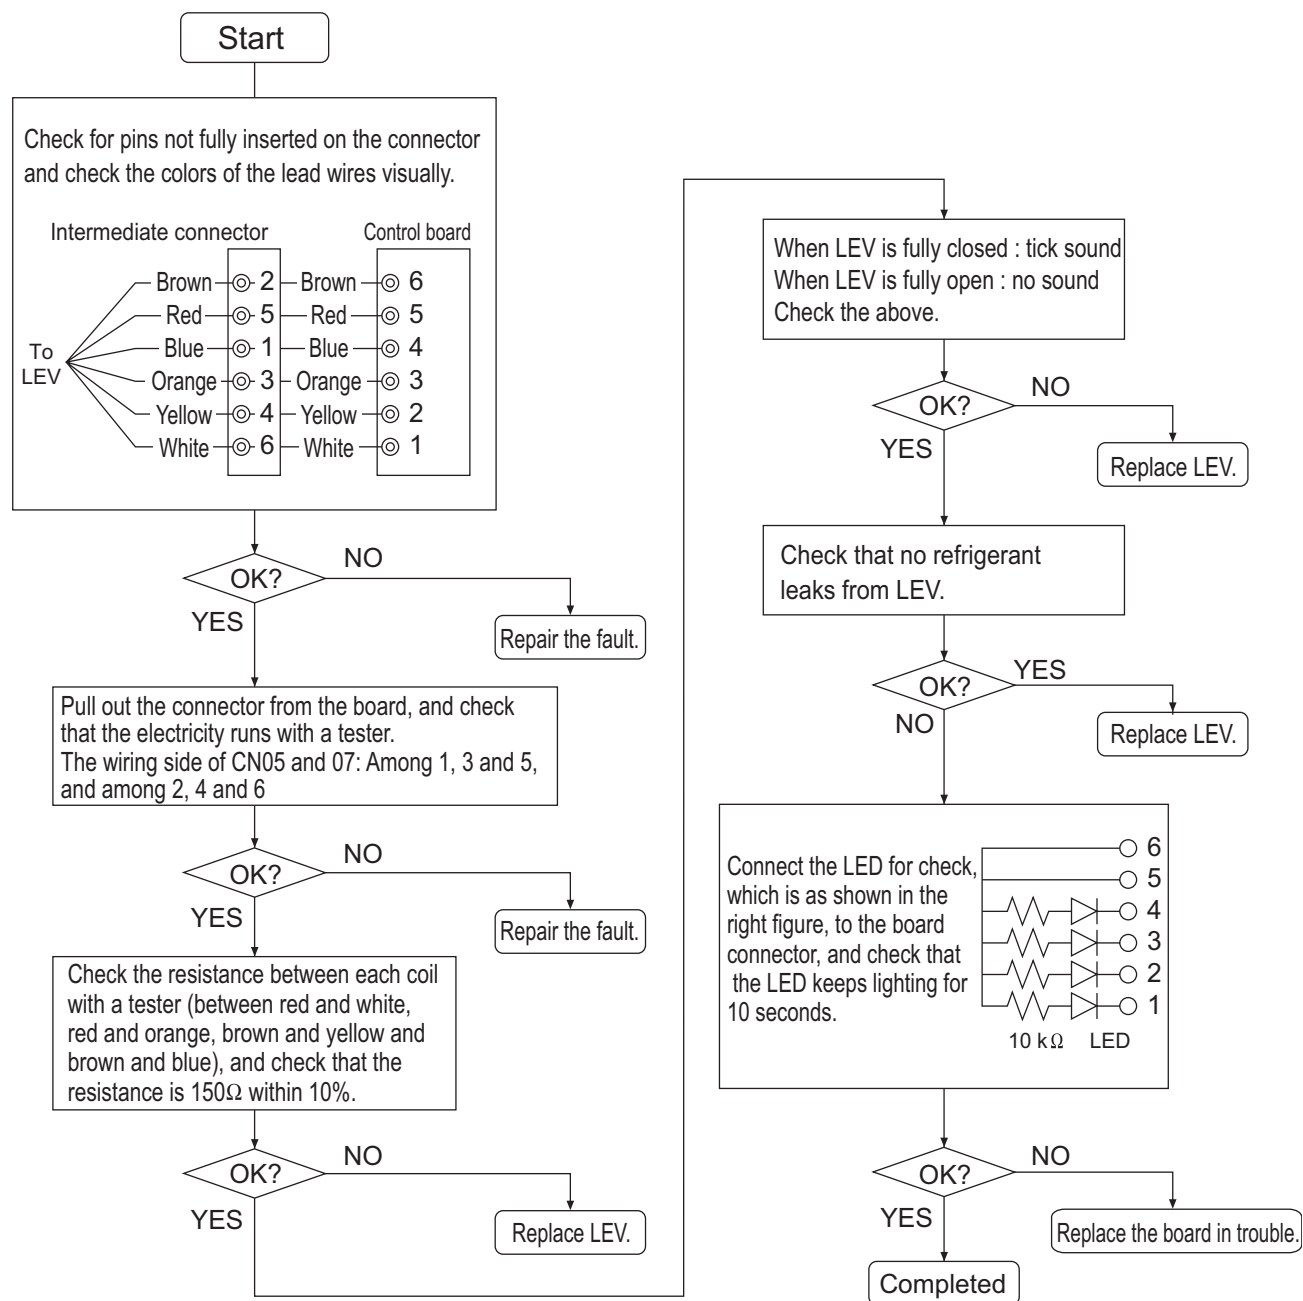 Start
Check for pins not fully inserted on the connector
and check the colors of the lead wires visually.
Intermediate connector Control board
Brown 2 Brown 6
Red 5 Red 5
Blue 1 Blue 4
To
LEV
Orange 3 Orange 3
Yellow 4 Yellow 2
White 6 White 1
OK?
NO
YES
Repair the fault.
Pull out the connector from the board, and check
that the electricity runs with a tester.
The wiring side of CN05 and 07: Among 1, 3 and 5,
and among 2, 4 and 6
OK?
NO
YES
Repair the fault.
Check the resistance between each coil
with a tester (between red and white,
red and orange, brown and yellow and
brown and blue), and check that the
resistance is 150Ω within 10%.
OK?
NO
YES
Replace LEV.
When LEV is fully closed : tick sound
When LEV is fully open : no sound
Check the above.
OK?
NO
YES
Replace LEV.
Check that no refrigerant
leaks from LEV.
OK?
YES
NO
Replace LEV.
Connect the LED for check,
which is as shown in the
right figure, to the board
connector, and check that
the LED keeps lighting for
10 seconds.
6
5
4
3
2
1
10 kΩ LED
OK?
NO
YES
Replace the board in trouble.
Completed